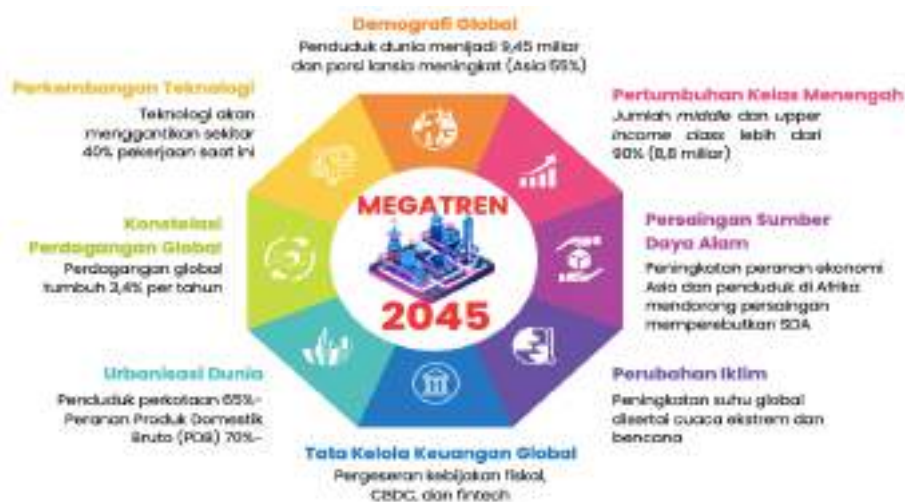 Demografi Global
Penduduk dunia menjadi 9,45 miliar
dan porsi lansia meningkat (Asia 55%)
Perkembangan Teknologi
Teknologi akan
menggantikan sekitar
40% pekerjaan saat ini
Pertumbuhan Kelas Menengah
Jumlah middle dan upper
income class lebih dari
90% (8,8 miliar)
Konstelasi
Perdagangan Global
Perdagangan global
tumbuh 3,4% per tahun
MEGATREN
2045
Persaingan Sumber
Daya Alam
Peningkatan peranan ekonomi
Asia dan penduduk di Afrika
mendorong persaingan
memperebutkan SDA
Urbanisasi Dunia
Penduduk perkotaan 65%-
Peranan Produk Domestik
Bruto (PDB) 70%-
Perubahan Iklim
Peningkatan suhu global
disertai cuaca ekstrem dan
bencana
Tata Kelola Keuangan Global
Pergeseran kebijakan fiskal,
CBDC, dan fintech